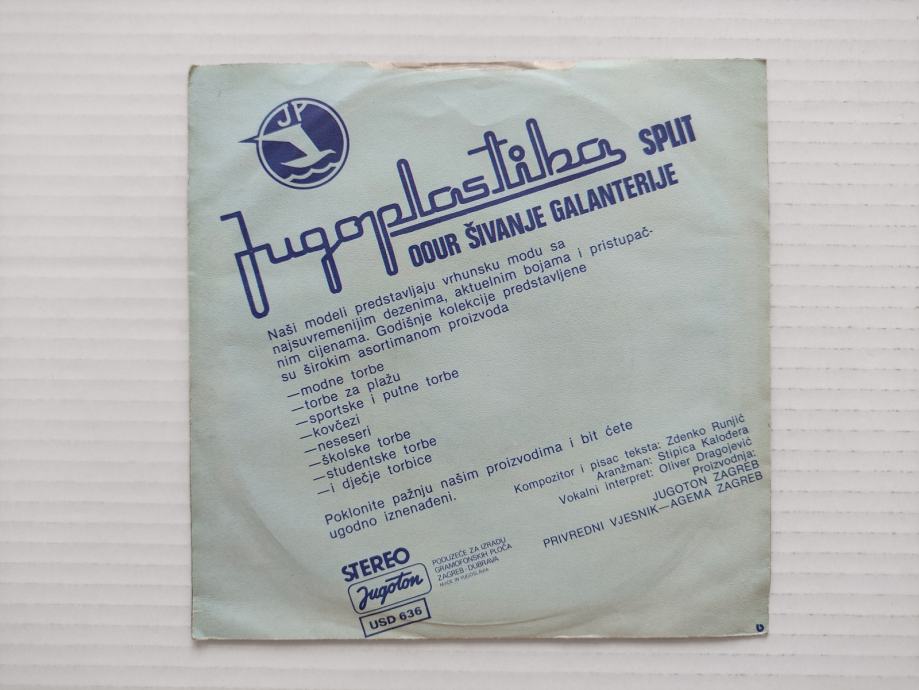 JP
Jugoplastika SPLIT
OOUR ŠIVANJE GALANTERIJE
Naši modeli predstavljaju vrhunsku modu sa
najsuvremenijim dezenima, aktuelnim bojama i pristupač-
nim cijenama. Godišnje kolekcije predstavljene
su širokim asortimanom proizvoda
—modne torbe
—torbe za plažu
—sportske i putne torbe
—kovčezi
—neseseri
—školske torbe
—studentske torbe
—i dječje torbice
Poklonite pažnju našim proizvodima i bit ćete
ugodno iznenađeni.
Kompozitor i pisac teksta: Zdenko Runjić
Aranžman: Stipica Kalođera
Vokalni interpret: Oliver Dragojević
Proizvodnja:
JUGOTON ZAGREB
PRIVREDNI VJESNIK—AGEMA ZAGREB
STEREO
Jugoton
USD 636
PODUZEĆE ZA IZRADU
GRAMOFONSKIH PLOČA
ZAGREB - DUBRAVA
MADE IN YUGOSLAVIA